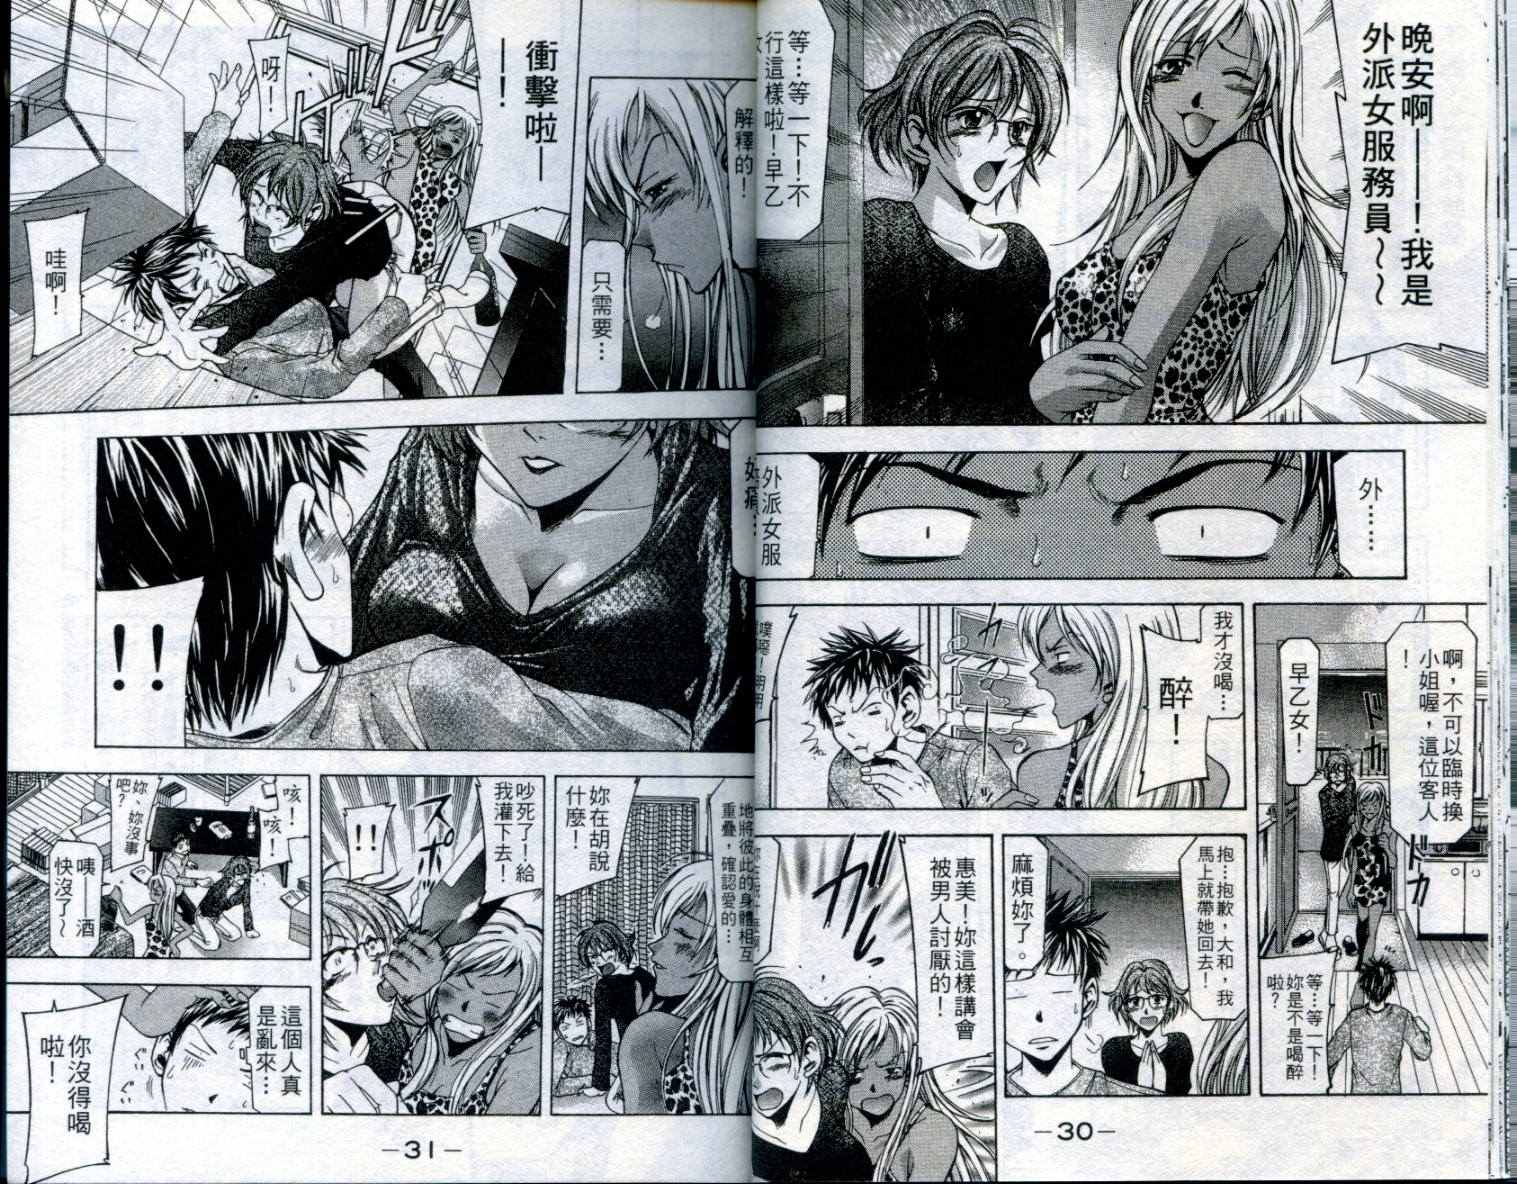 晚安啊———！我是
外派女服務員～～
等…等一下！不
行這樣啦！早乙
外……
外派女服
啊，不可以臨時換
小姐喔，這位客人
！
早乙女！
ドッ
ドカ
等…等一下！
妳是不是喝醉
啦？
我才沒喝…
醉！
抱…抱歉，大和，我
馬上就帶她回去！
麻煩妳了。
惠美！妳這樣講會
被男人討厭的！
－30－
解釋的！
只需要…
衝擊啦—
—！
呀！
哇啊！
！！
地將彼此的身體相互
重疊，確認愛的…
妳在胡說
什麼！
吵死了！給
我灌下去！
！！
ズポ
咳！
咳！
妳、妳沒事
吧？
咦——酒
快沒了～
這個人真
是亂來…
你沒得喝
啦！
－31－